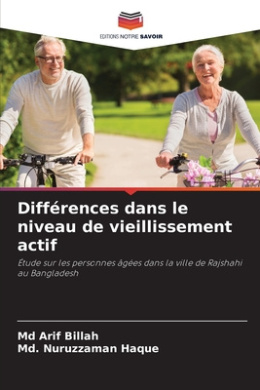 EDITIONS NOTRE SAVOIR
Différences dans le
niveau de vieillissement
actif
Étude sur les personnes âgées dans la ville de Rajshahi
au Bangladesh
Md Arif Billah
Md. Nuruzzaman Haque